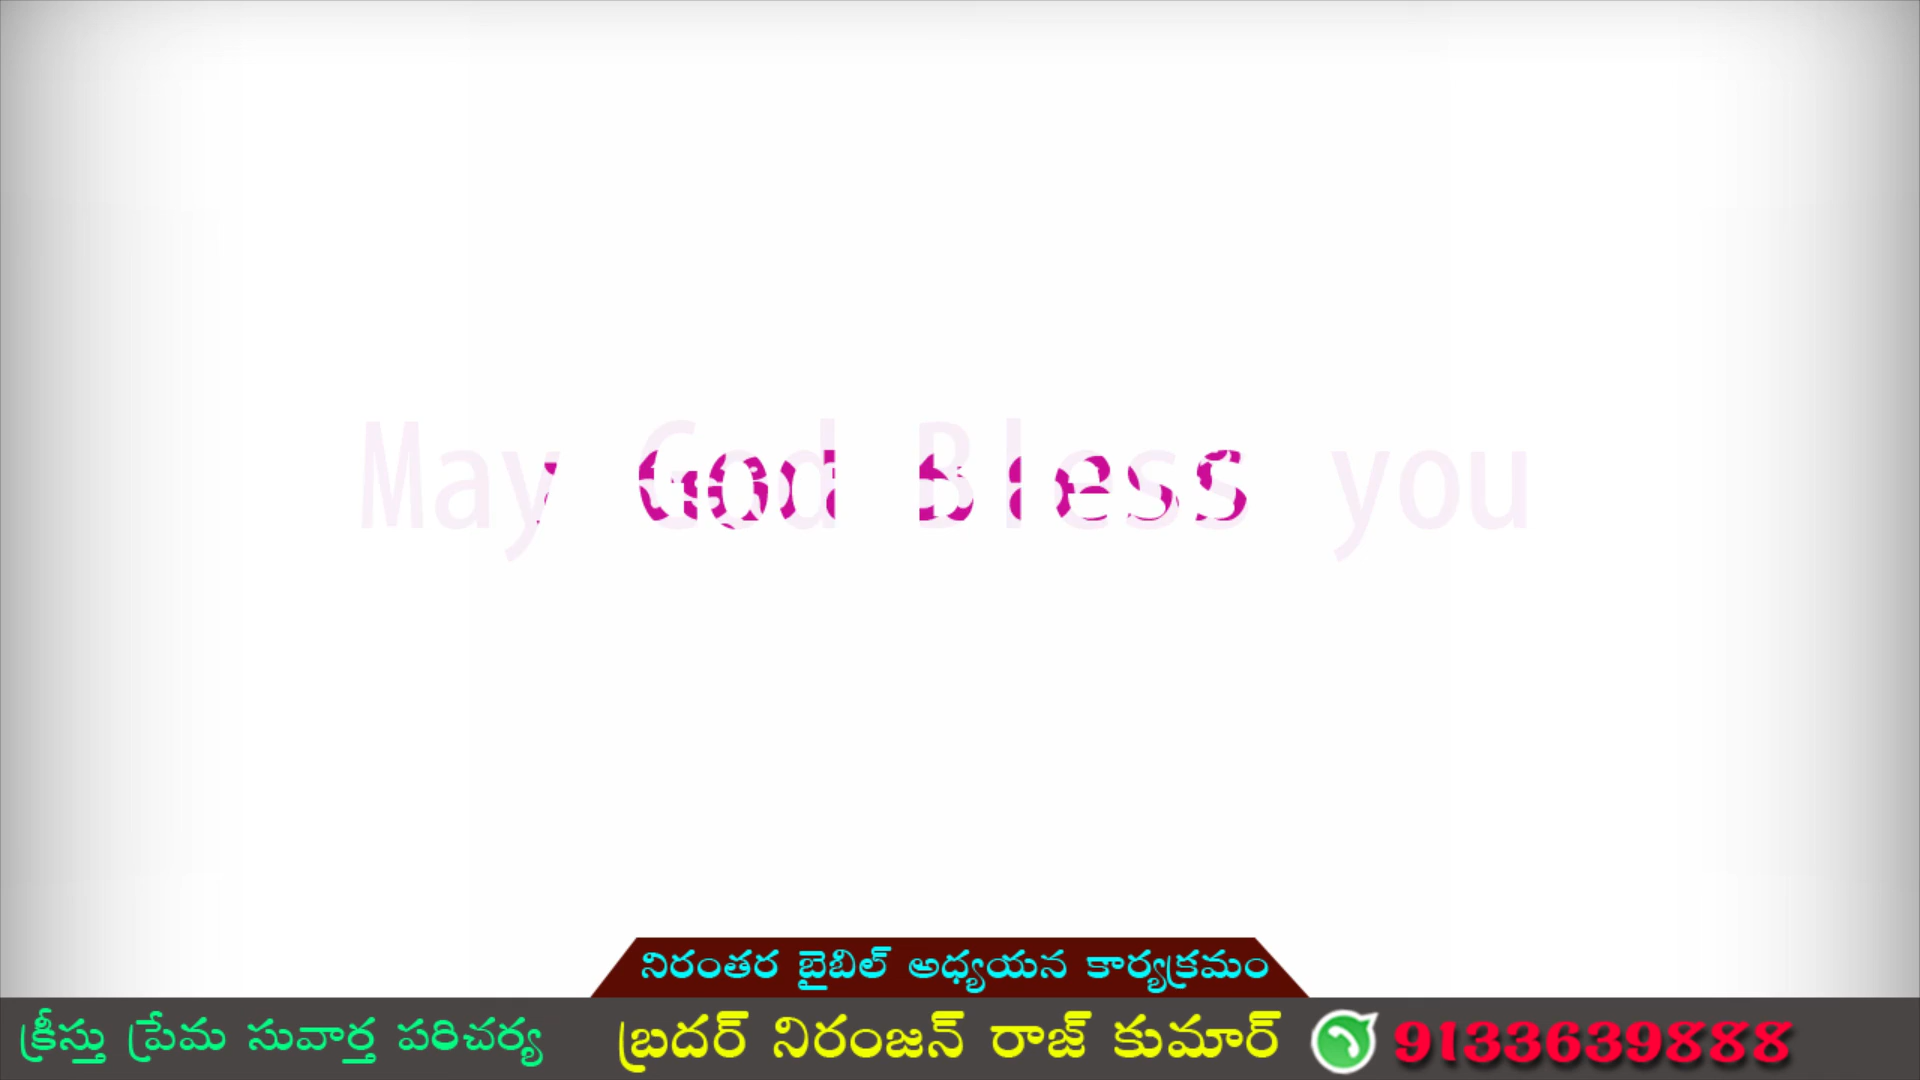 May God Bless you
నిరంతర బైబిల్ అధ్యయన కార్యక్రమం
క్రీస్తు ప్రేమ సువార్త పరిచర్య బ్రదర్ నిరంజన్ రాజ్ కుమార్ 9133639888